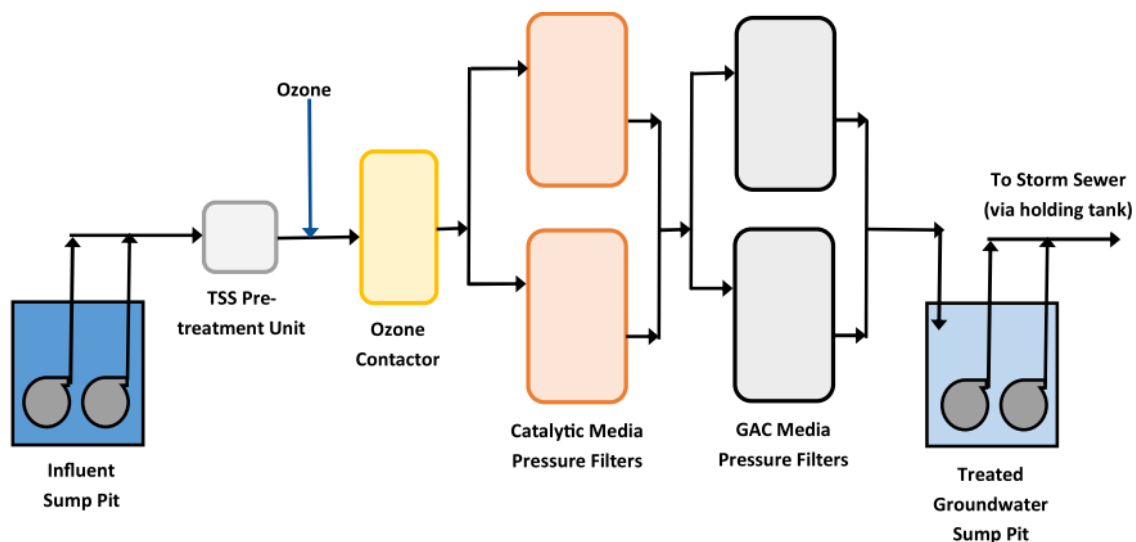 Ozone
To Storm Sewer
(via holding tank)
TSS Pre-
treatment Unit
Ozone
Contactor
Catalytic Media
Pressure Filters
GAC Media
Pressure Filters
Influent
Sump Pit
Treated
Groundwater
Sump Pit